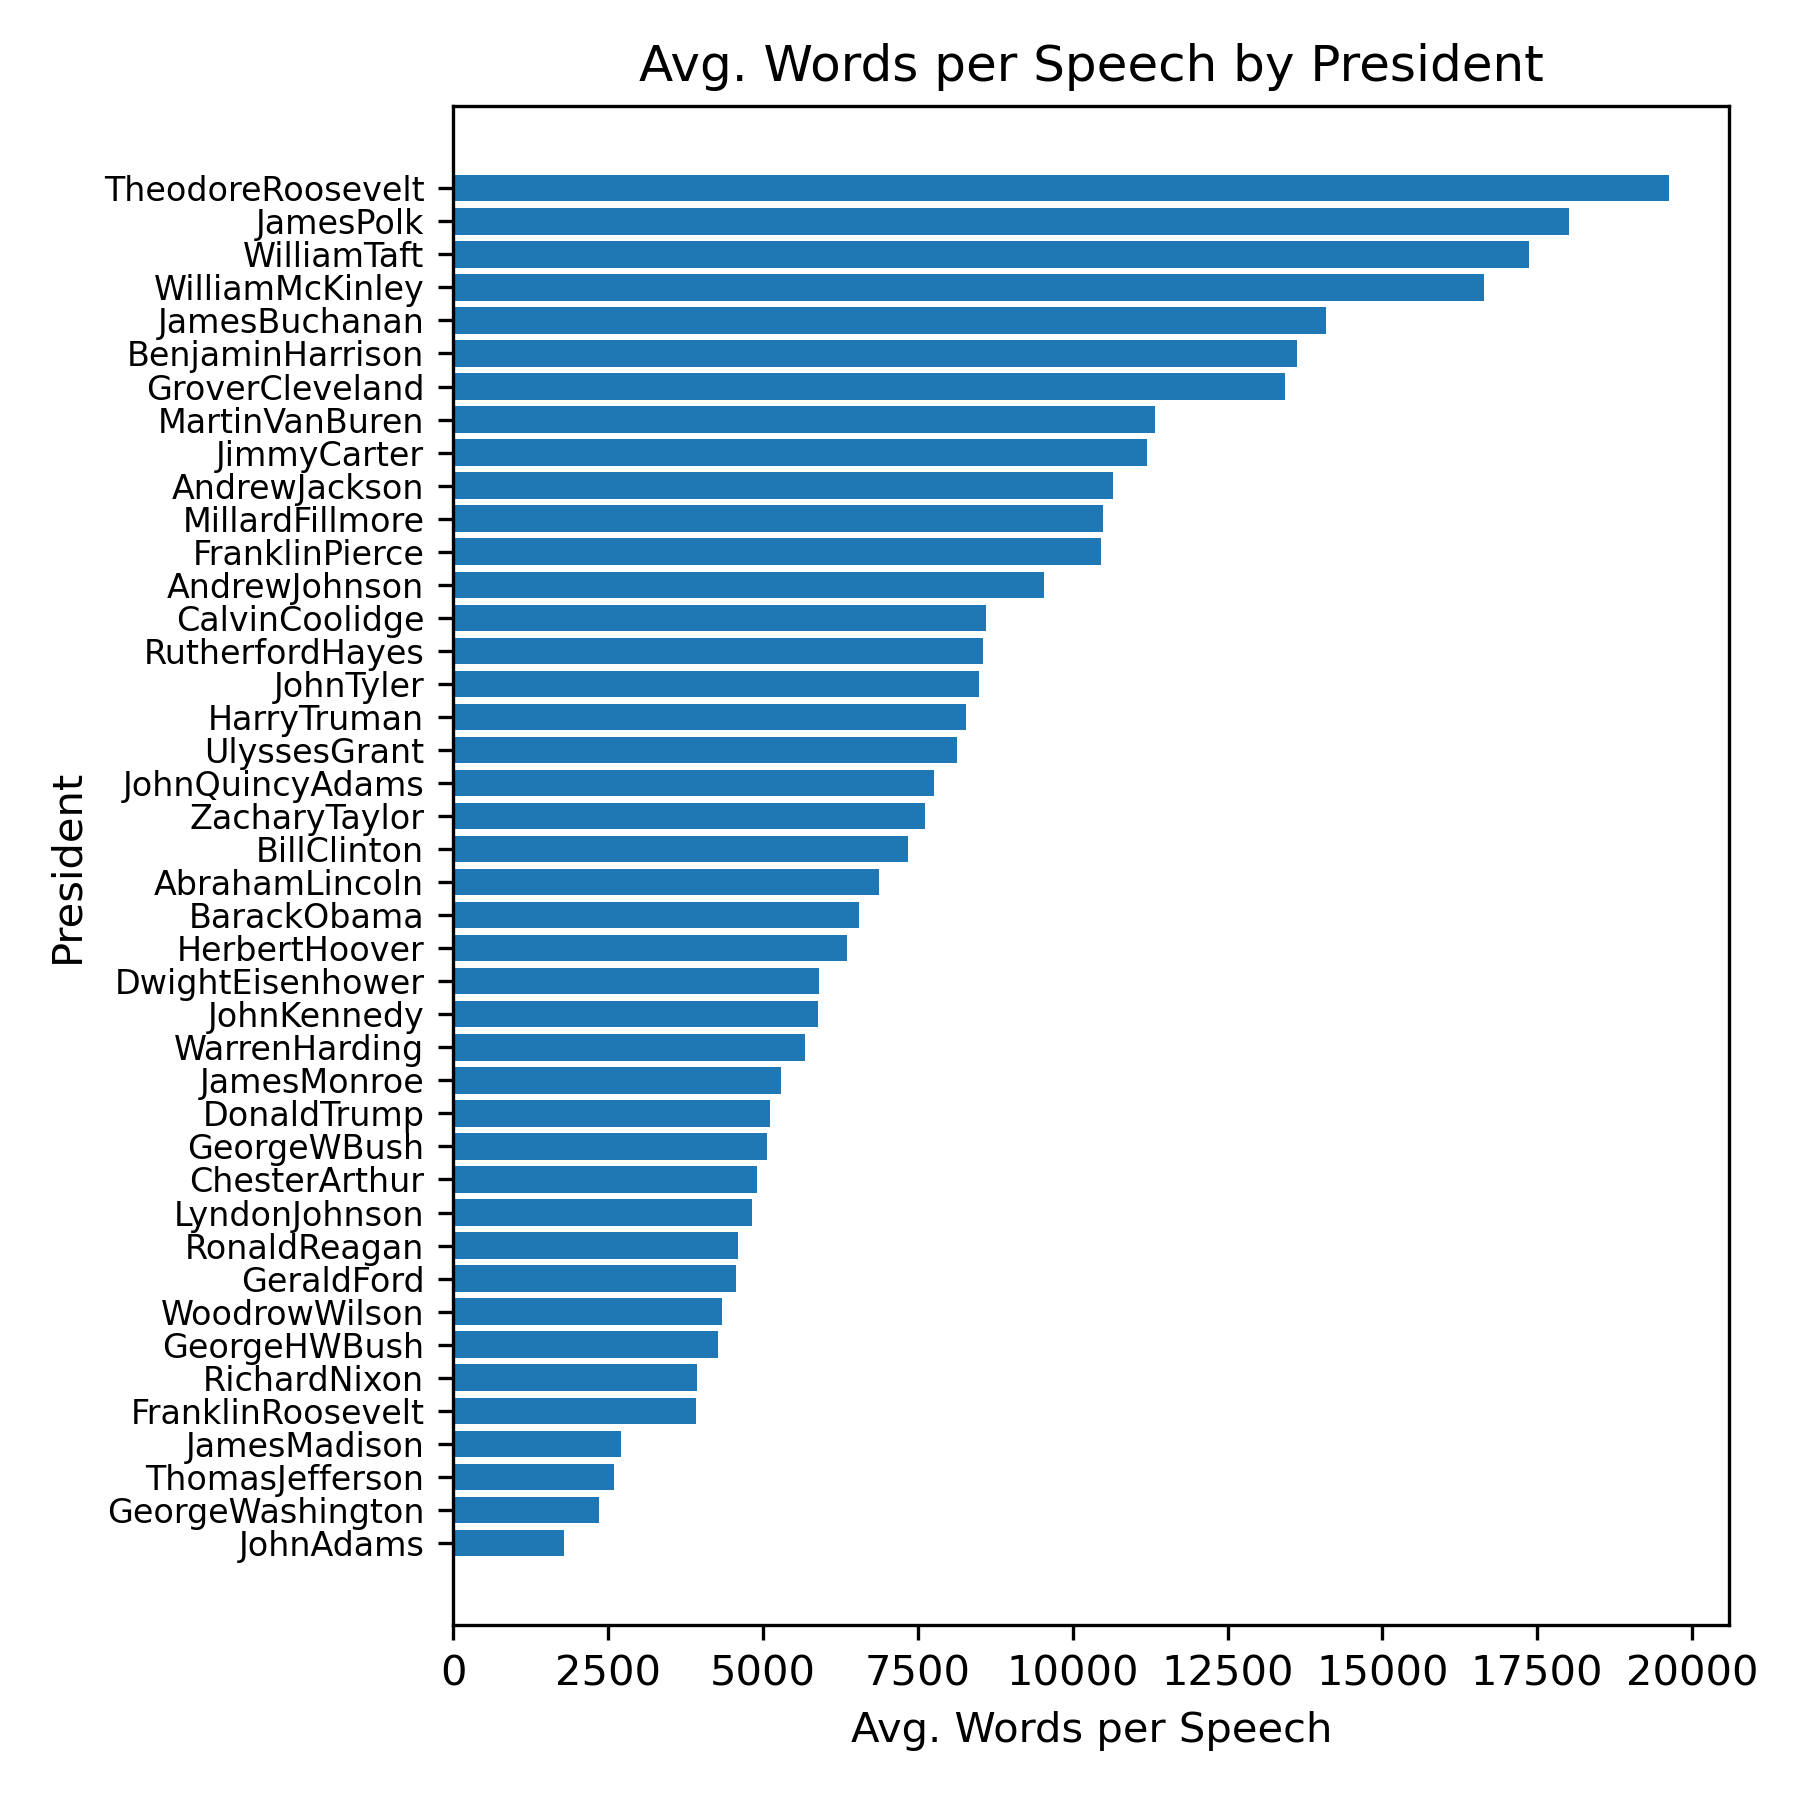 Avg. Words per Speech by President
TheodoreRoosevelt
JamesPolk
WilliamTaft
WilliamMcKinley
JamesBuchanan
BenjaminHarrison
GroverCleveland
MartinVanBuren
JimmyCarter
AndrewJackson
MillardFillmore
FranklinPierce
AndrewJohnson
CalvinCoolidge
RutherfordHayes
JohnTyler
HarryTruman
UlyssesGrant
JohnQuincyAdams
ZacharyTaylor
BillClinton
AbrahamLincoln
BarackObama
HerbertHoover
DwightEisenhower
JohnKennedy
WarrenHarding
JamesMonroe
DonaldTrump
GeorgeWBush
ChesterArthur
LyndonJohnson
RonaldReagan
GeraldFord
WoodrowWilson
GeorgeHWBush
RichardNixon
FranklinRoosevelt
JamesMadison
ThomasJefferson
GeorgeWashington
JohnAdams
President
0 2500 5000 7500 10000 12500 15000 17500 20000
Avg. Words per Speech